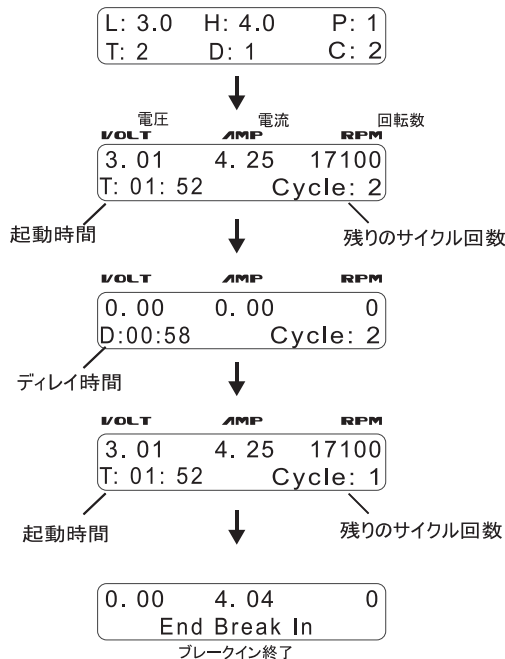 L: 3.0 H: 4.0 P: 1
T: 2 D: 1 C: 2
電圧 電流 回転数
VOLT AMP RPM
3. 01 4. 25 17100
T: 01: 52 Cycle: 2
起動時間 残りのサイクル回数
VOLT AMP RPM
0. 00 0. 00 0
D:00:58 Cycle: 2
ディレイ時間
VOLT AMP RPM
3. 01 4. 25 17100
T: 01: 52 Cycle: 1
起動時間 残りのサイクル回数
0. 00 4. 04 0
End Break In
ブレークイン終了